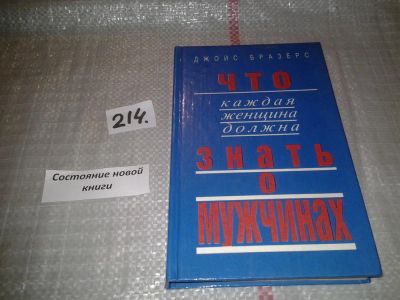 ДЖОЙС БРАЗЕРС
ЧТО
каждая
женщина
должна
ЗНАТЬ
О
МУЖЧИНАХ
214.
Состояние новой
книги